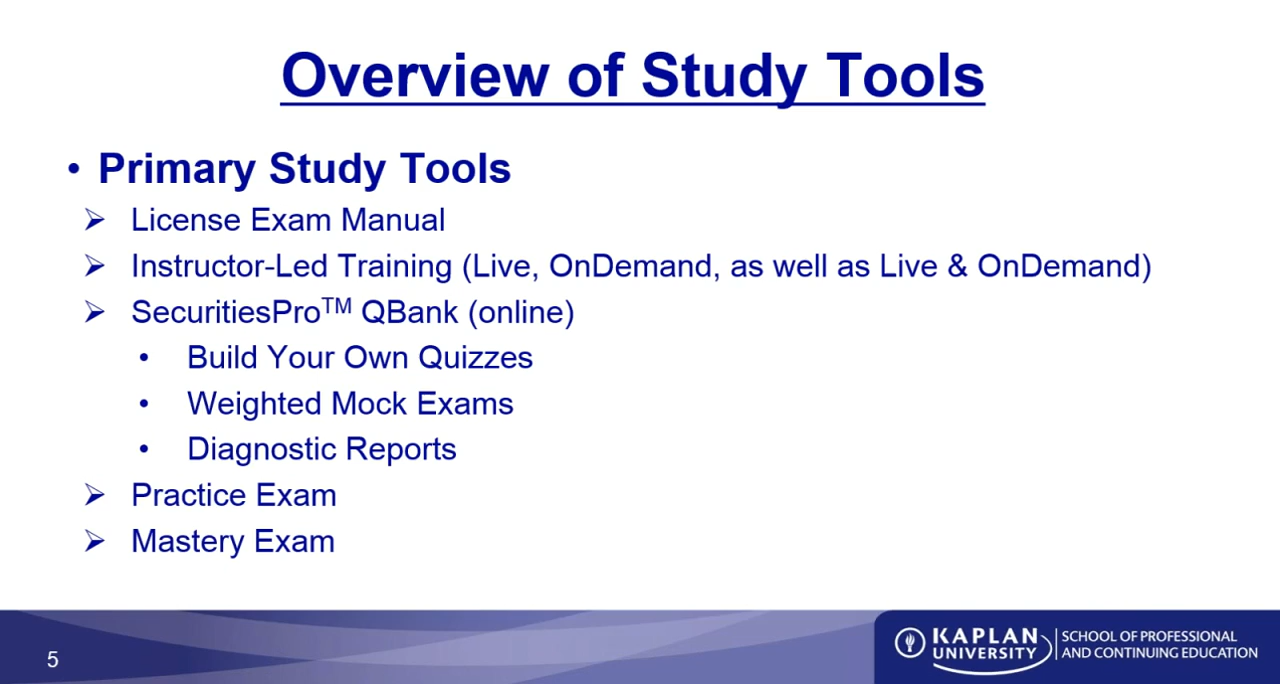 Overview of Study Tools
• Primary Study Tools
➢ License Exam Manual
➢ Instructor-Led Training (Live, OnDemand, as well as Live & OnDemand)
➢ SecuritiesPro™ QBank (online)
• Build Your Own Quizzes
• Weighted Mock Exams
• Diagnostic Reports
➢ Practice Exam
➢ Mastery Exam
5
KAPLAN
UNIVERSITY
SCHOOL OF PROFESSIONAL
AND CONTINUING EDUCATION